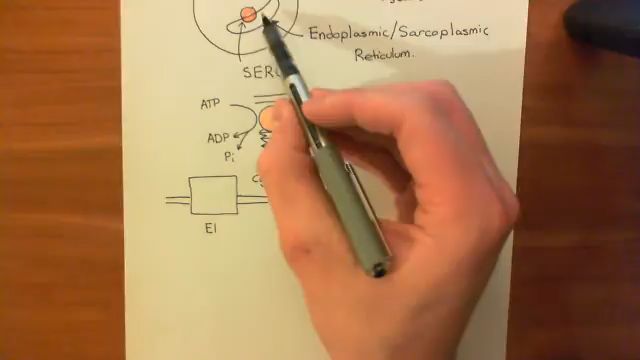 Endoplasmic/Sarcoplasmic
Reticulum.
ATP
ADP
Pi
E1